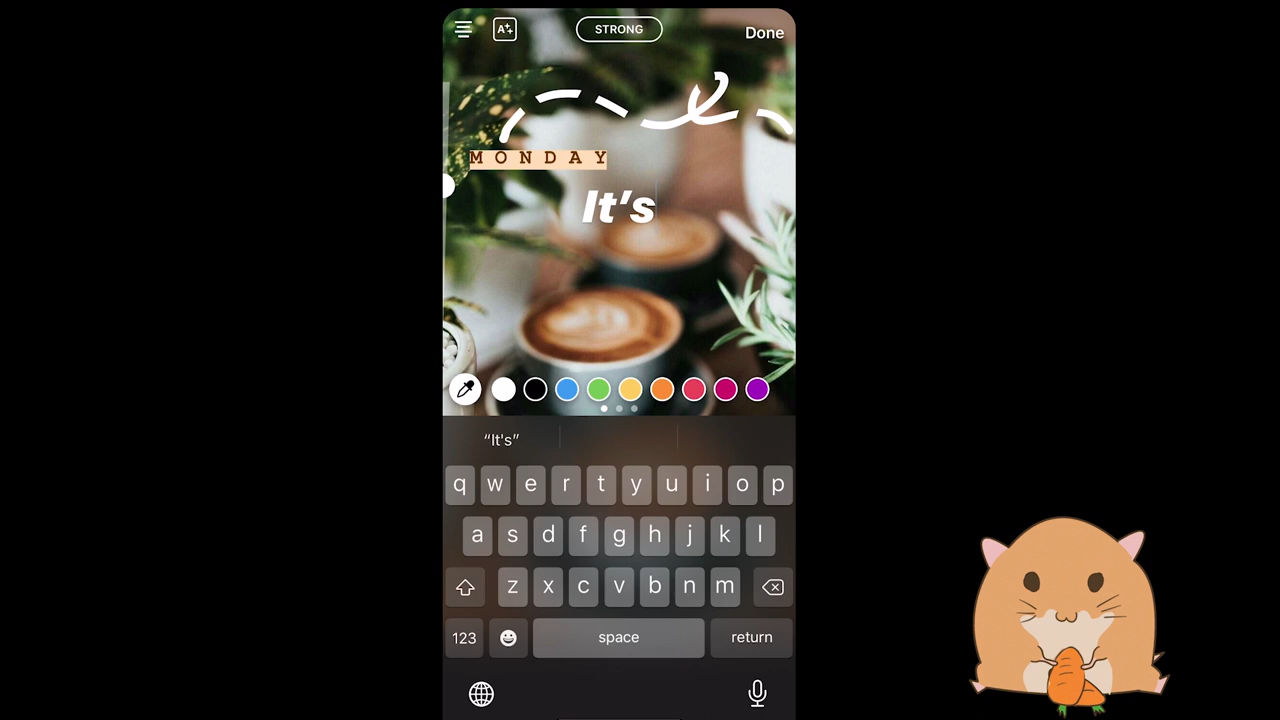 A
STRONG
Done
MONDAY
It’s
“It's”
q w e r t y u i o p
a s d f g h j k l
z x c v b n m
123 space return